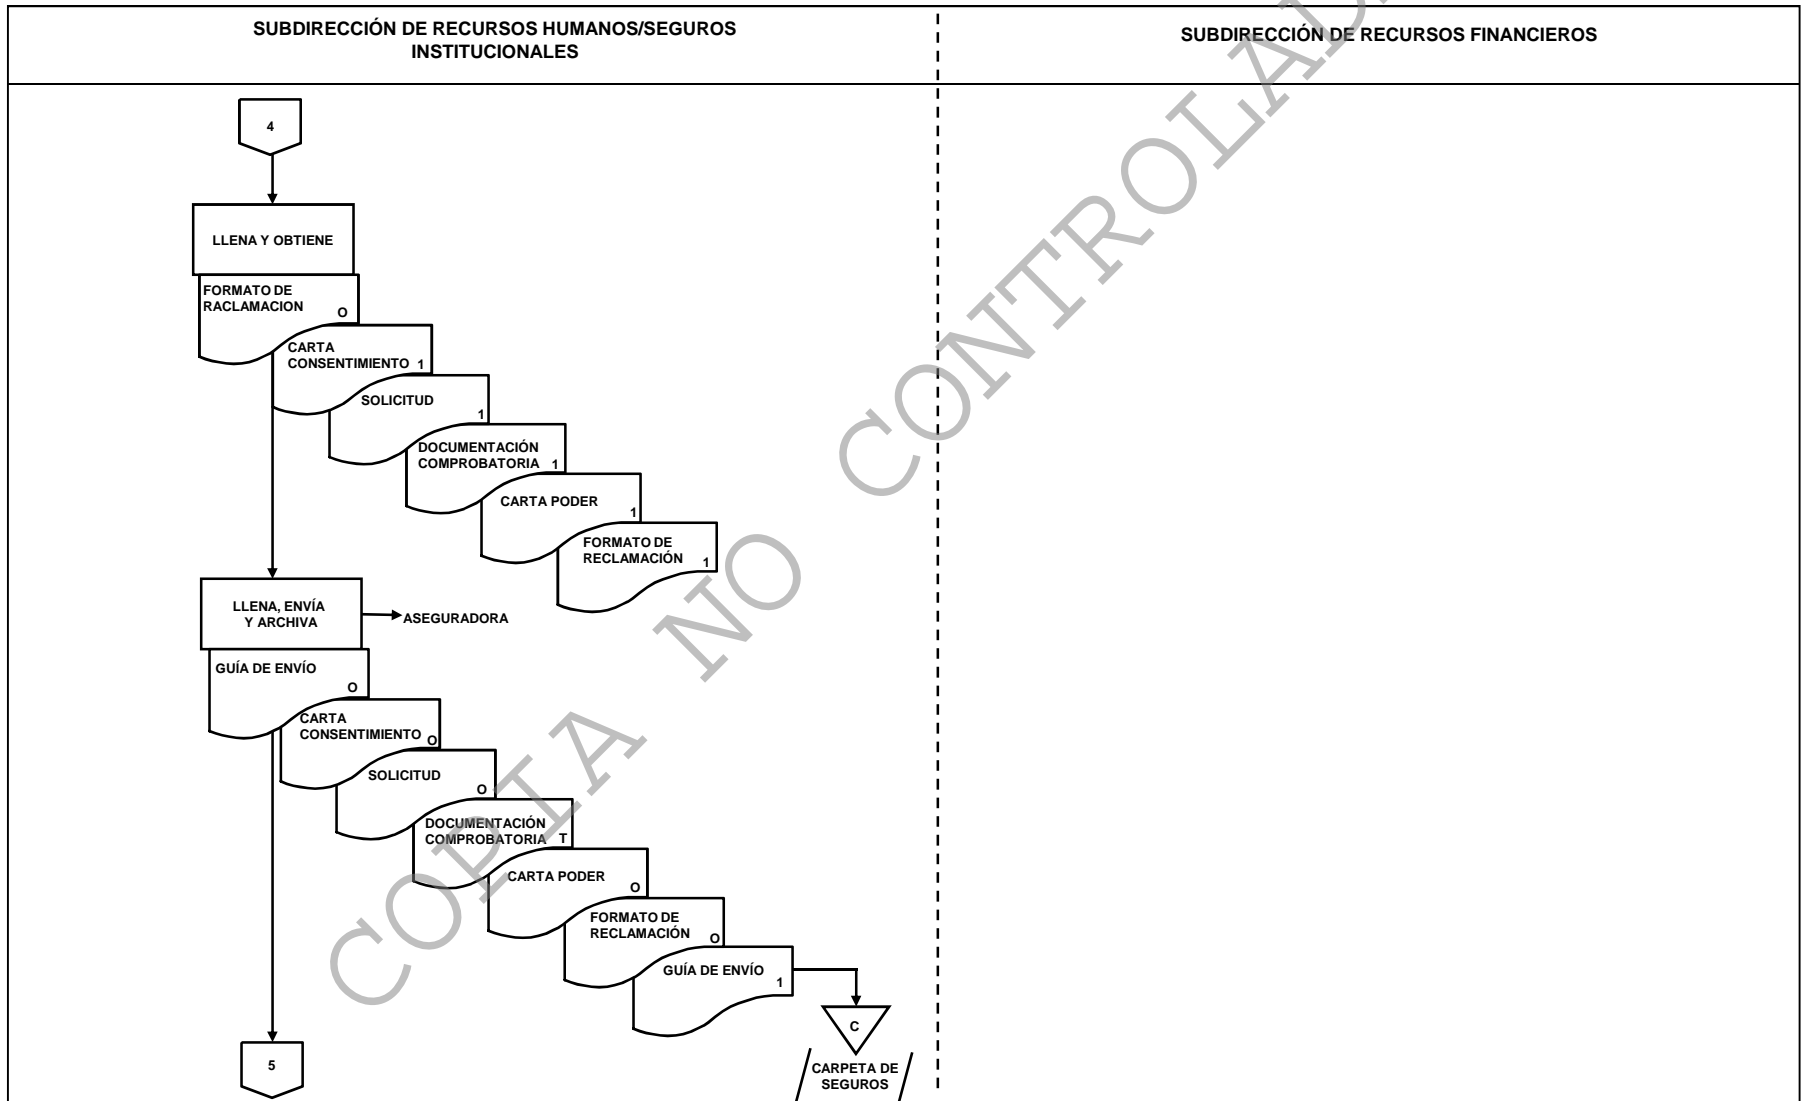 SUBDIRECCIÓN DE RECURSOS HUMANOS/SEGUROS
INSTITUCIONALES
SUBDIRECCIÓN DE RECURSOS FINANCIEROS
4
LLENA Y OBTIENE
FORMATO DE
RACLAMACION
O
CARTA
CONSENTIMIENTO 1
SOLICITUD
1
DOCUMENTACIÓN
COMPROBATORIA 1
CARTA PODER
1
FORMATO DE
RECLAMACIÓN 1
LLENA, ENVÍA
Y ARCHIVA
ASEGURADORA
GUÍA DE ENVÍO
O
CARTA
CONSENTIMIENTO O
SOLICITUD
O
DOCUMENTACIÓN
COMPROBATORIA T
CARTA PODER
O
FORMATO DE
RECLAMACIÓN O
GUÍA DE ENVÍO
1
C
CARPETA DE
SEGUROS
5
COPIA NO CONTROLAD